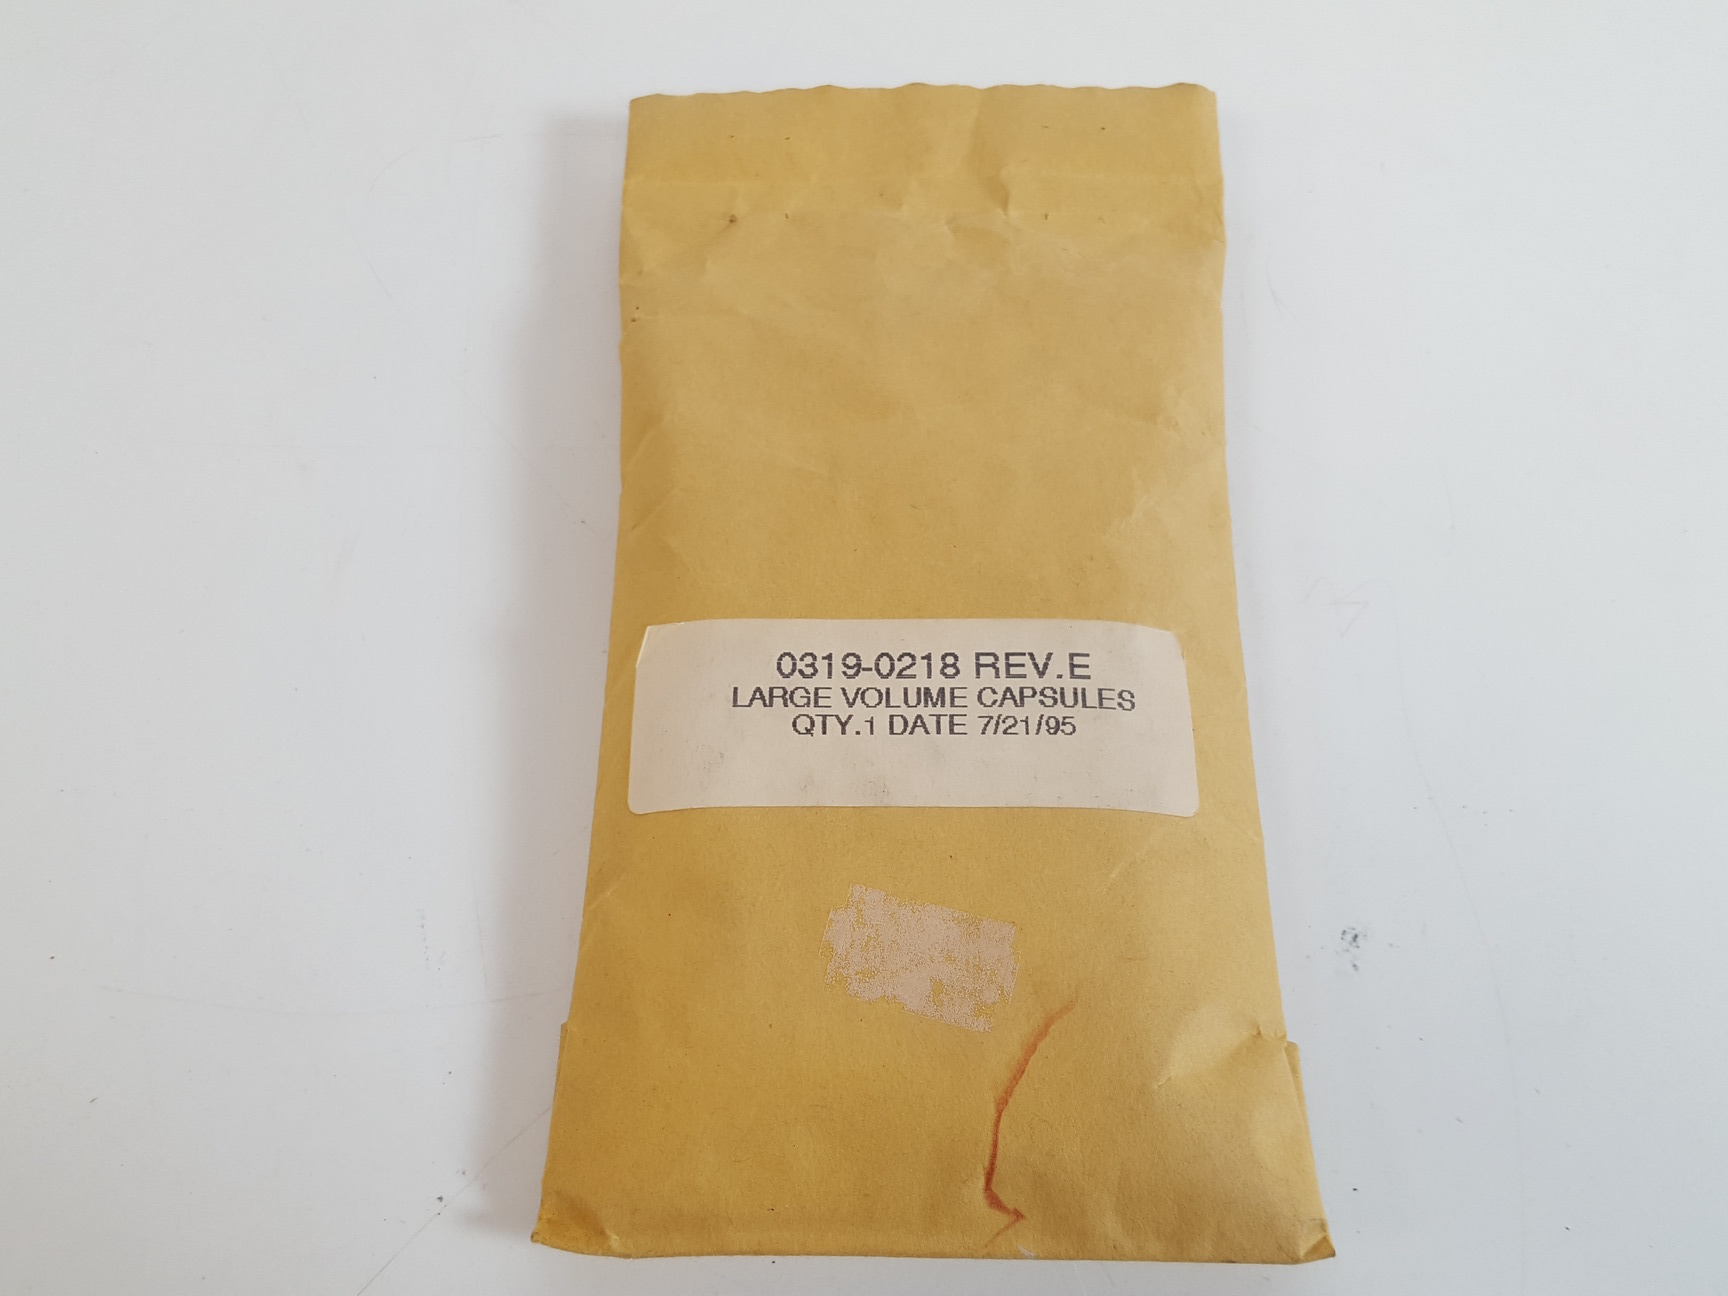 0319-0218 REV.E
LARGE VOLUME CAPSULES
QTY.1 DATE 7/21/95